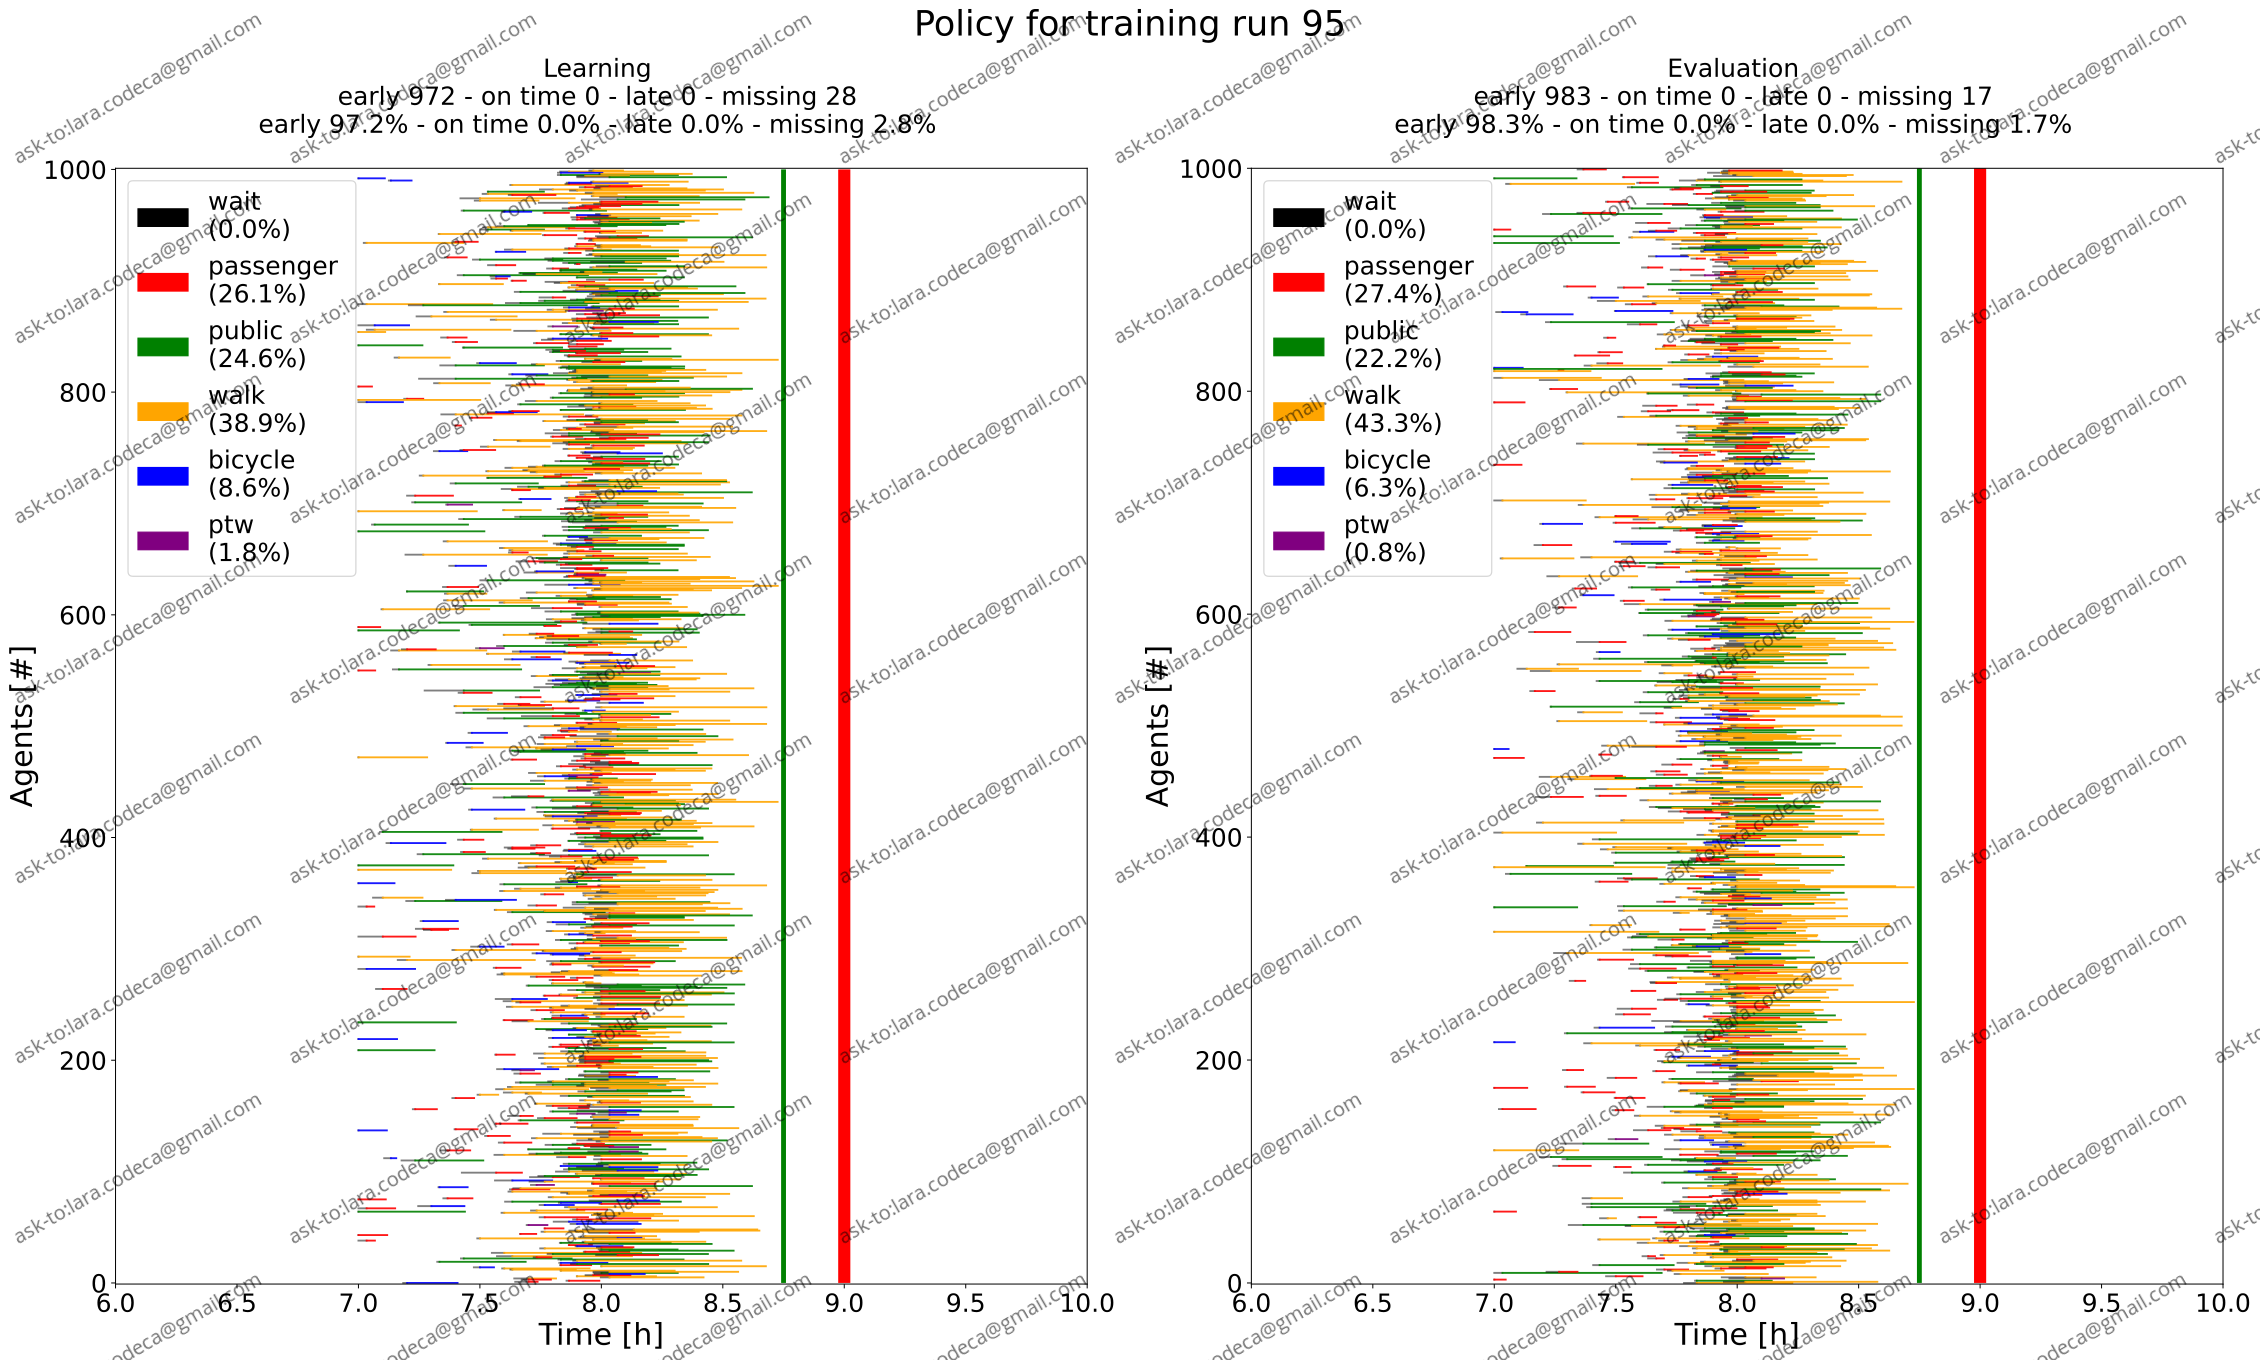 Policy for training run 95
Learning
early 972 - on time 0 - late 0 - missing 28
early 97.2% - on time 0.0% - late 0.0% - missing 2.8%
1000
800
600
400
200
0
Agents [#]
wait
(0.0%)
passenger
(26.1%)
public
(24.6%)
walk
(38.9%)
bicycle
(8.6%)
ptw
(1.8%)
6.0 6.5 7.0 7.5 8.0 8.5 9.0 9.5 10.0
Time [h]
Evaluation
early 983 - on time 0 - late 0 - missing 17
early 98.3% - on time 0.0% - late 0.0% - missing 1.7%
1000
800
600
400
200
0
Agents [#]
wait
(0.0%)
passenger
(27.4%)
public
(22.2%)
walk
(43.3%)
bicycle
(6.3%)
ptw
(0.8%)
6.0 6.5 7.0 7.5 8.0 8.5 9.0 9.5 10.0
Time [h]
ask-to:lara.codeca@gmail.com